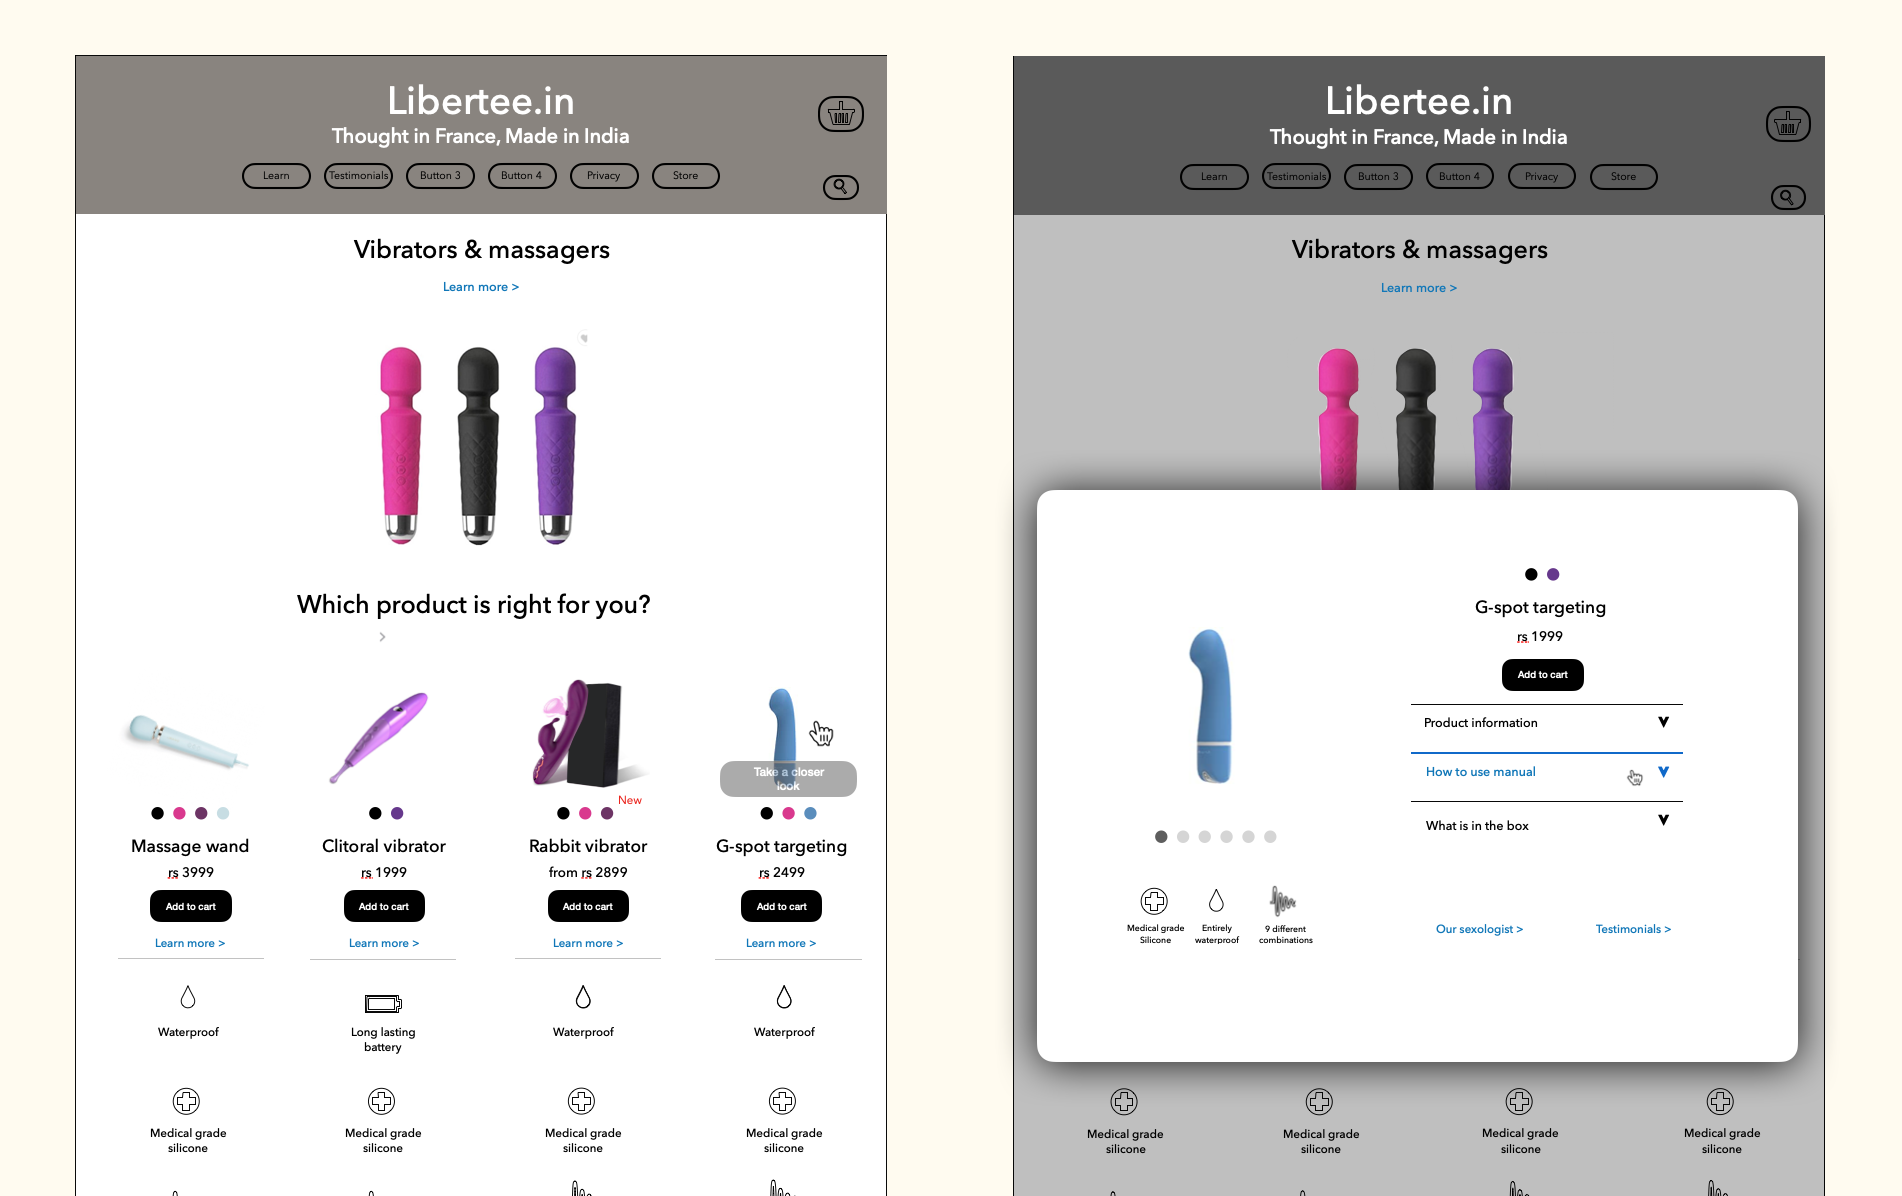 Libertee.in
Thought in France, Made in India
Learn
Testimonials
Button 3
Button 4
Privacy
Store
Vibrators & massagers
Learn more >
Which product is right for you?
>
Take a closer
look
New
Massage wand
Clitoral vibrator
Rabbit vibrator
G-spot targeting
rs 3999
rs 1999
from rs 2899
rs 2499
Add to cart
Add to cart
Add to cart
Add to cart
Learn more >
Learn more >
Learn more >
Learn more >
Waterproof
Long lasting
battery
Waterproof
Waterproof
Medical grade
silicone
Medical grade
silicone
Medical grade
silicone
Medical grade
silicone
Libertee.in
Thought in France, Made in India
Learn
Testimonials
Button 3
Button 4
Privacy
Store
Vibrators & massagers
Learn more >
G-spot targeting
rs 1999
Add to cart
Product information
How to use manual
What is in the box
Medical grade
Silicone
Entirely
waterproof
9 different
combinations
Our sexologist >
Testimonials >
Medical grade
silicone
Medical grade
silicone
Medical grade
silicone
Medical grade
silicone